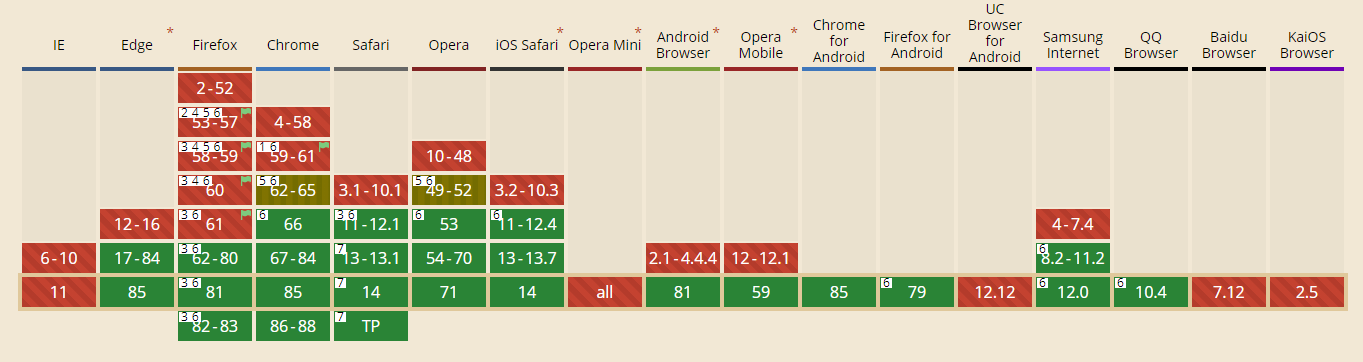 IE Edge * Firefox Chrome Safari Opera iOS Safari * Opera Mini * Android Browser * Opera Mobile * Chrome for Android Firefox for Android UC Browser for Android Samsung Internet QQ Browser Baidu Browser KaiOS Browser
2-52
2 4 5 6 53-57 4-58
3 4 5 6 58-59 1 6 59-61 10-48
3 4 6 60 5 6 62-65 3.1-10.1 5 6 49-52 3.2-10.3
12-16 3 6 61 6 66 3 6 11-12.1 6 53 6 11-12.4 4-7.4
6-10 17-84 3 6 62-80 67-84 7 13-13.1 54-70 13-13.7 2.1-4.4.4 12-12.1 6 8.2-11.2
11 85 3 6 81 85 7 14 71 14 all 81 59 85 6 79 12.12 6 12.0 6 10.4 7.12 2.5
3 6 82-83 86-88 7 TP